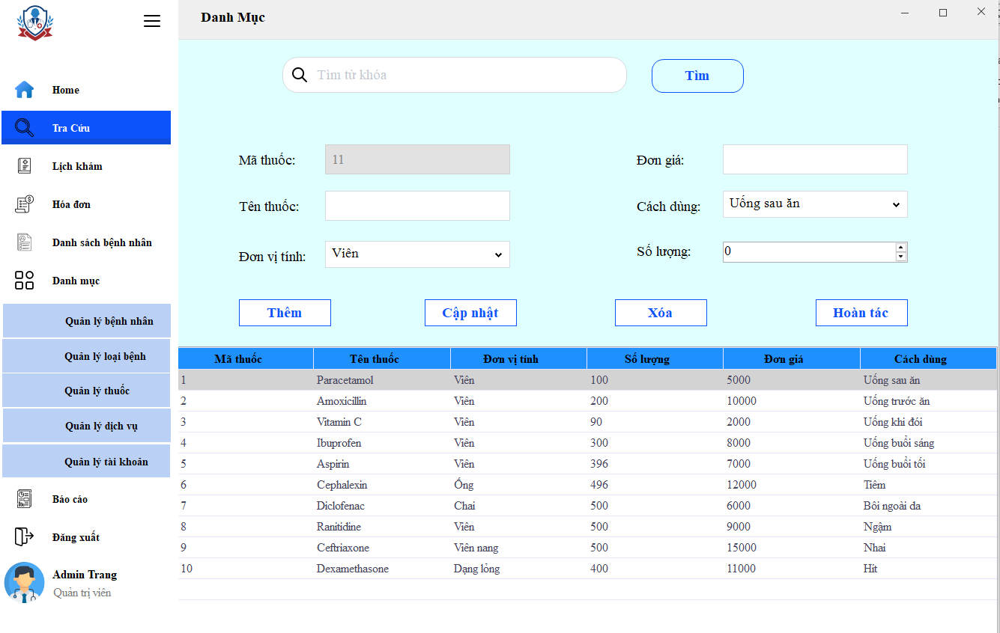 Danh Mục
Home
Tra Cứu
Lịch khám
Hóa đơn
Danh sách bệnh nhân
Danh mục
Quản lý bệnh nhân
Quản lý loại bệnh
Quản lý thuốc
Quản lý dịch vụ
Quản lý tài khoản
Báo cáo
Đăng xuất
Admin Trang
Quản trị viên
Tìm từ khóa
Tìm
Mã thuốc: 11
Đơn giá:
Tên thuốc:
Cách dùng: Uống sau ăn
Đơn vị tính: Viên
Số lượng: 0
Thêm Cập nhật Xóa Hoàn tác
Mã thuốc Tên thuốc Đơn vị tính Số lượng Đơn giá Cách dùng
1 Paracetamol Viên 100 5000 Uống sau ăn
2 Amoxicillin Viên 200 10000 Uống trước ăn
3 Vitamin C Viên 90 2000 Uống khi đói
4 Ibuprofen Viên 300 8000 Uống buổi sáng
5 Aspirin Viên 396 7000 Uống buổi tối
6 Cephalexin Ống 496 12000 Tiêm
7 Diclofenac Chai 500 6000 Bôi ngoài da
8 Ranitidine Viên 500 9000 Ngậm
9 Ceftriaxone Viên nang 500 15000 Nhai
10 Dexamethasone Dạng lỏng 400 11000 Hít